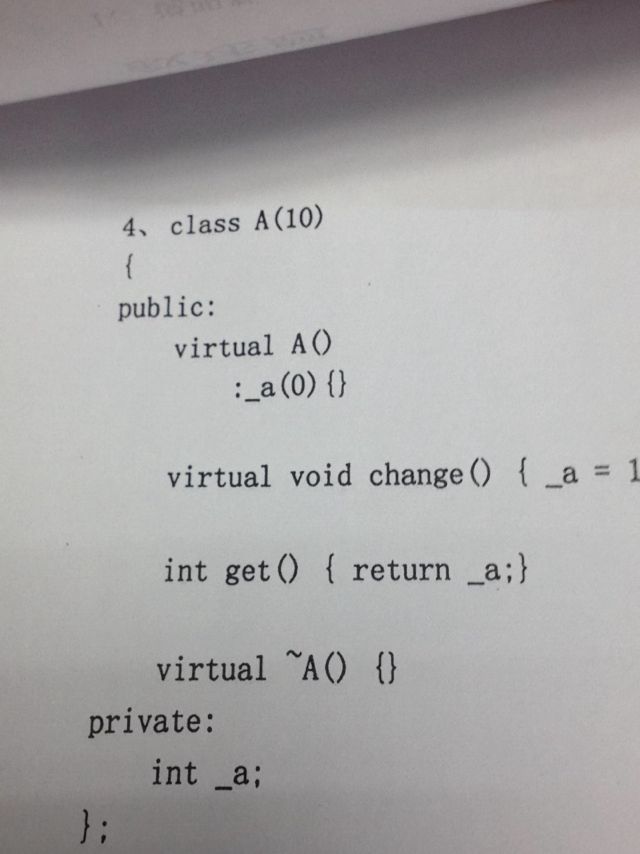 4、class A(10)
{
public:
virtual A()
:_a(0){}
virtual void change() { _a = 1
int get() { return _a;}
virtual ~A() {}
private:
int _a;
};